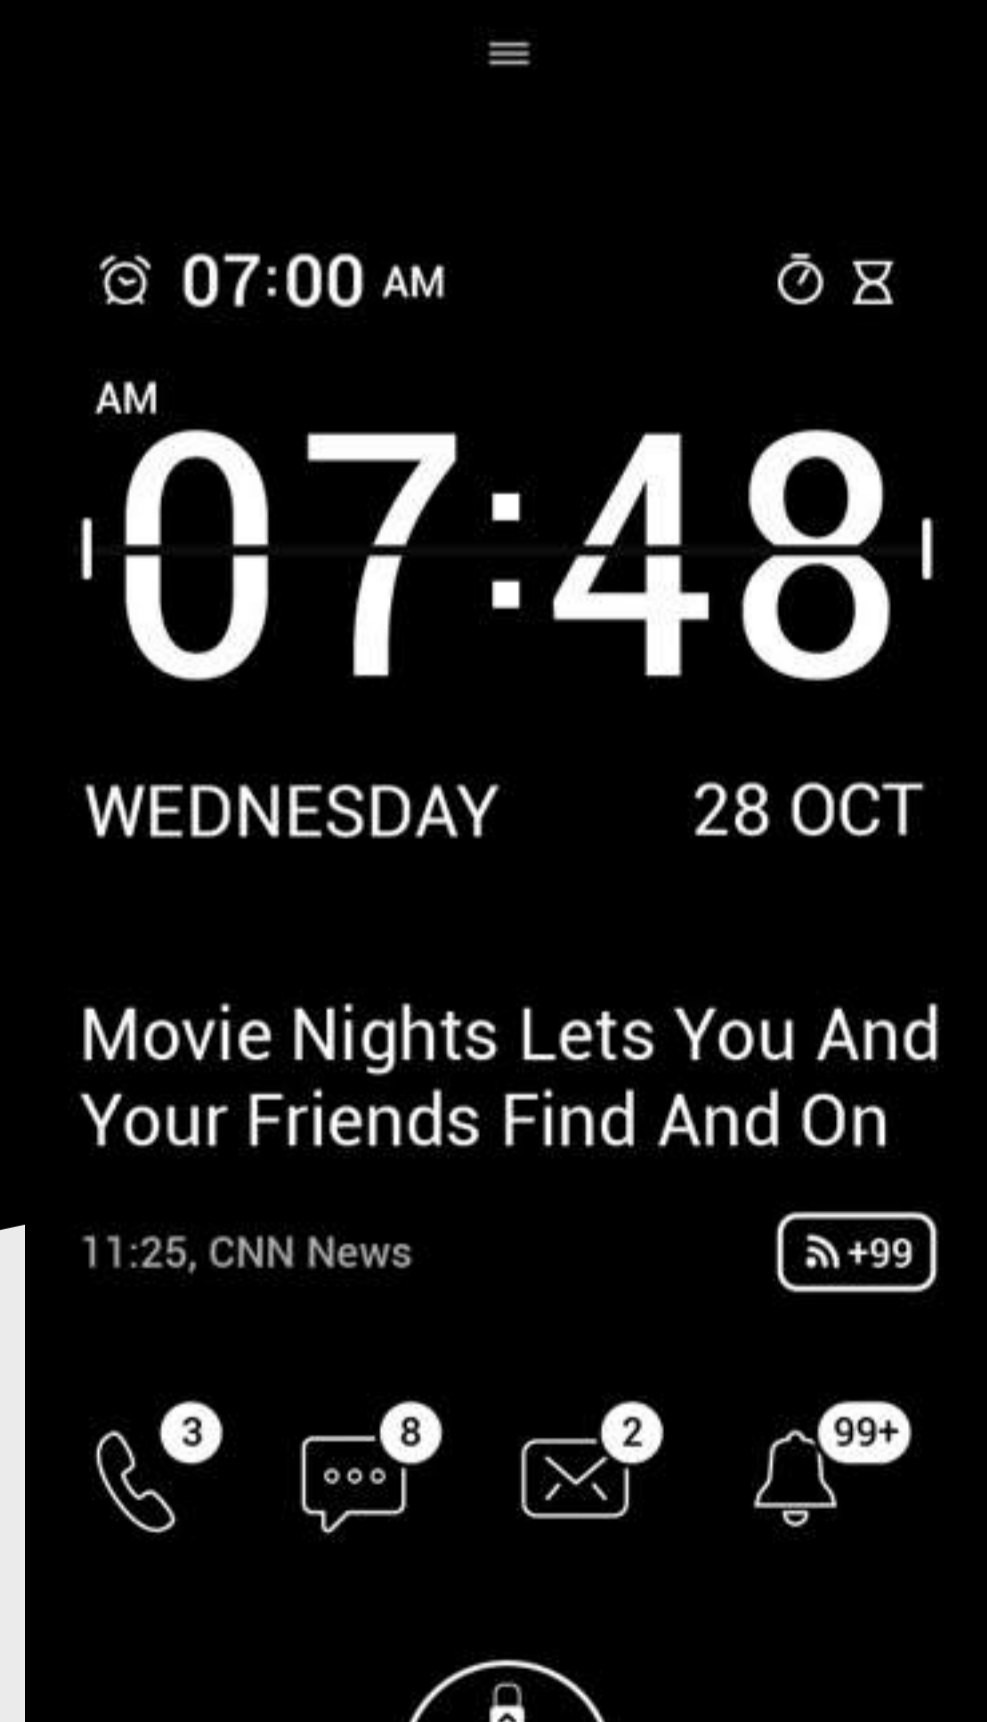 07:00 AM
AM
07:48
WEDNESDAY 28 OCT
Movie Nights Lets You And
Your Friends Find And On
11:25, CNN News +99
3 8 2 99+